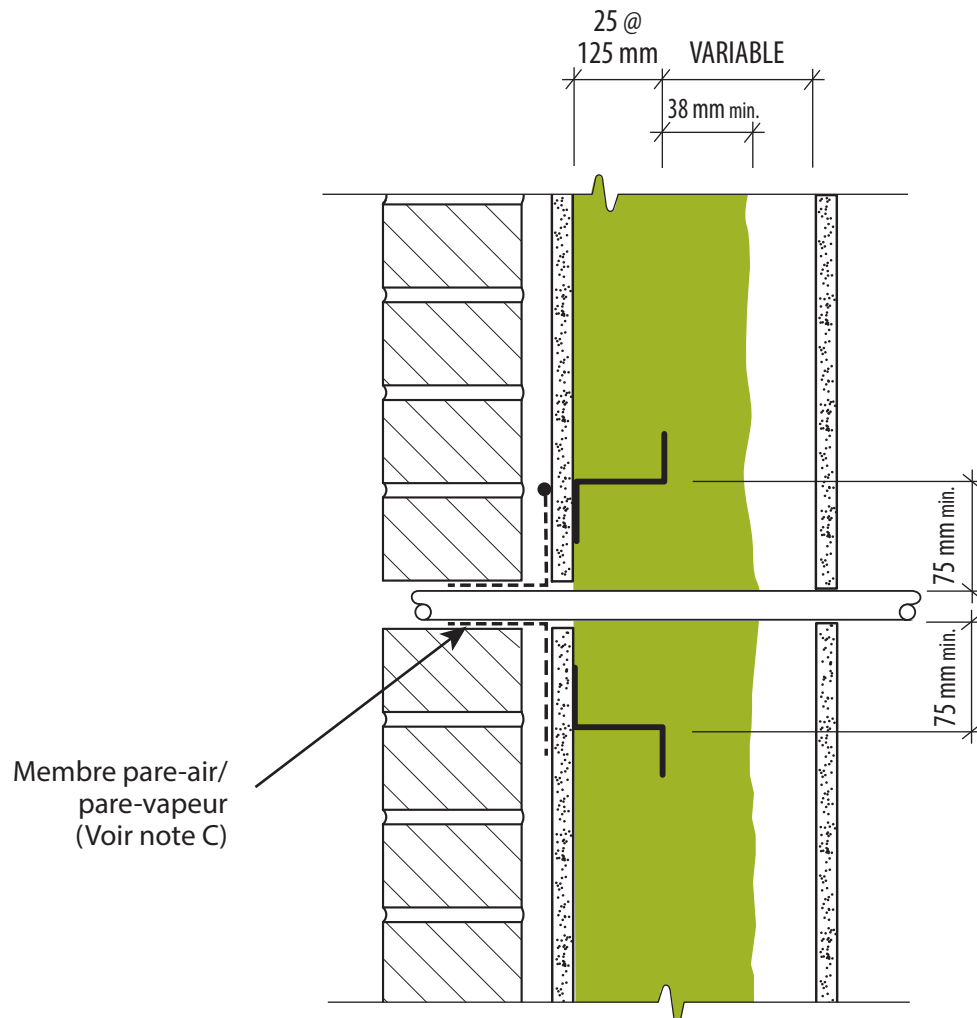 25 @
125 mm
VARIABLE
38 mm min.
75 mm min.
75 mm min.
Membre pare-air/
pare-vapeur
(Voir note C)